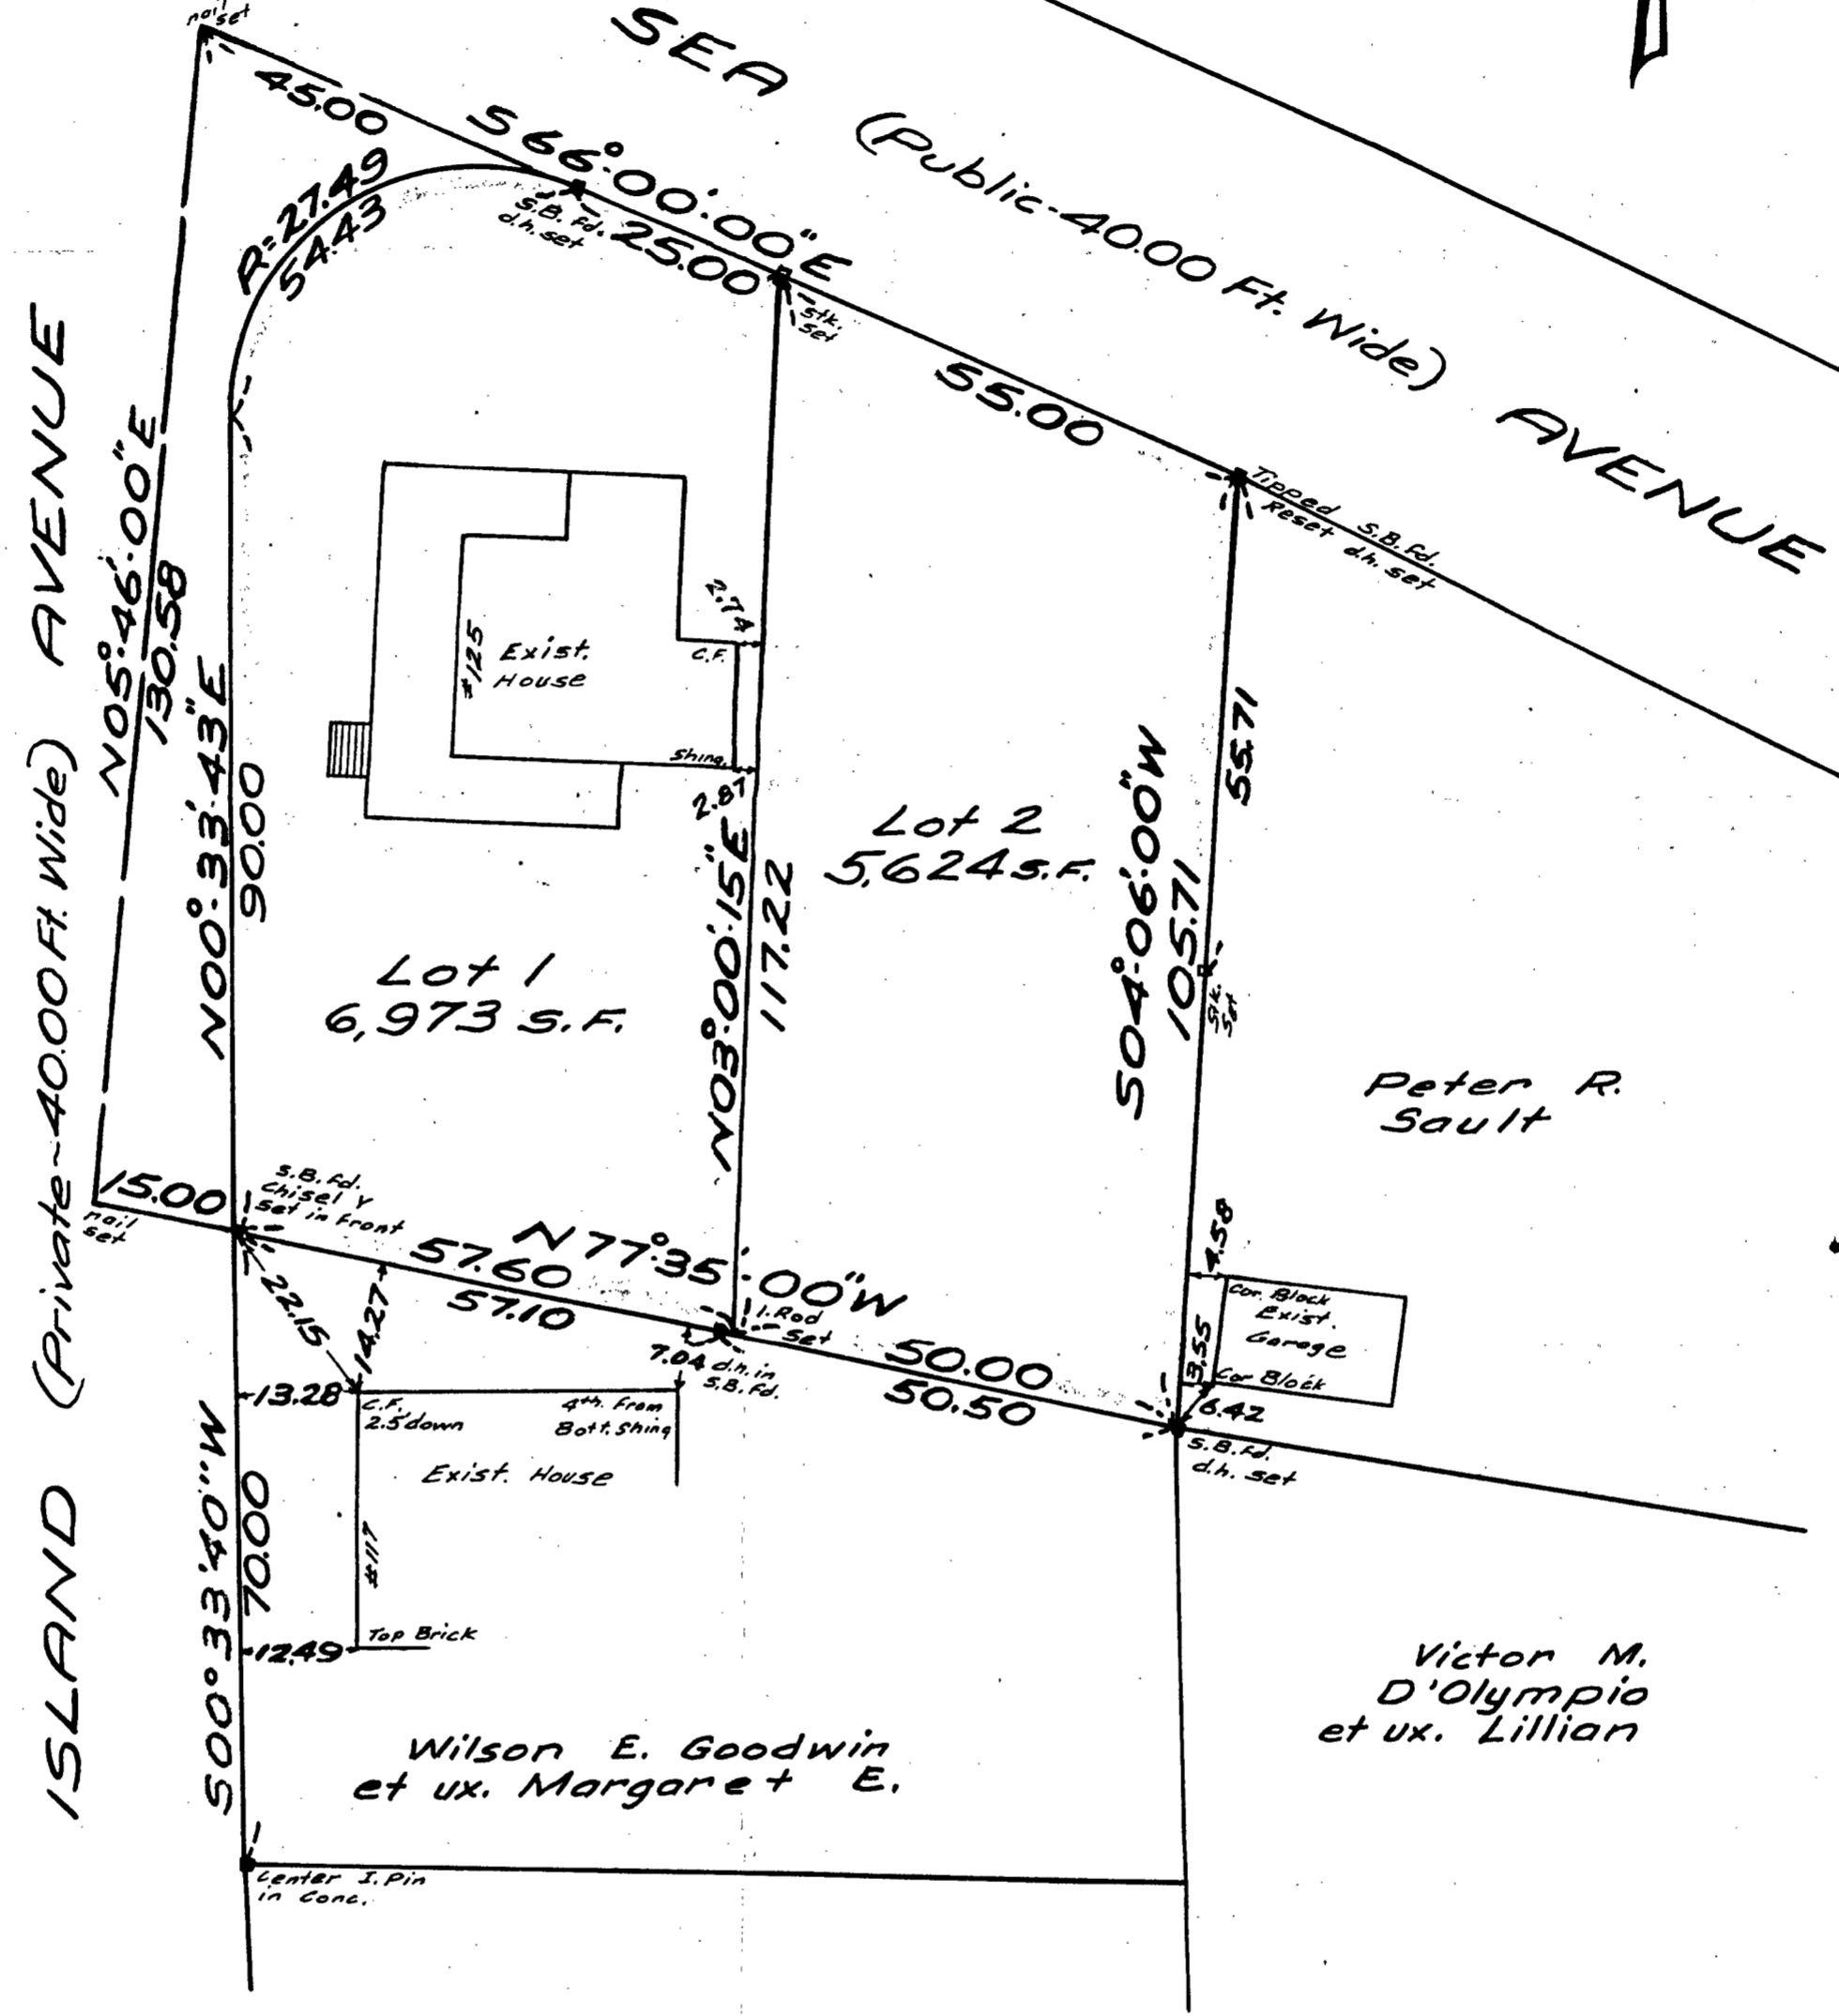 nail
set
45.00
SEA
(Public-40.00 Ft. Wide)
AVENUE
S66°:00':00"E
R=27.49
54.43
S.B. Fd.
d.h. set
25.00
Stk.
Set
55.00
Tipped S.B. Fd.
Reset d.h. set
ISLAND (Private~40.00 Ft. Wide) AVENUE
N05°:46':00"E
130.58
N00°:33':43"E
90.00
#125
Exist.
House
C.F.
Shing.
2.87
Lot 2
5,624 S.F.
Lot 1
6,973 S.F.
N03°:00':15"E
117.22
S04°:06':00"W
105.71
55.71
Stk.
Set
Peter R.
Sault
15.00
nail
set
S.B. Fd.
Chisel Y
Set in Front
57.60
57.10
N77°:35':00"W
I. Rod
Set
7.04
d.h. in
S.B. Fd.
50.00
50.50
4.58
Cor. Block
Exist.
Garage
Cor Block
3.55
6.42
S.B. Fd.
d.h. set
22.15
14.27
13.28
C.F.
2.5' down
4th. From
Bott. Shing
Exist. House
#117
Top Brick
12.49
S00°:33':40"W
70.00
Wilson E. Goodwin
et ux. Margaret E.
Victor M.
D'Olympio
et ux. Lillian
Center I. Pin
in Conc.